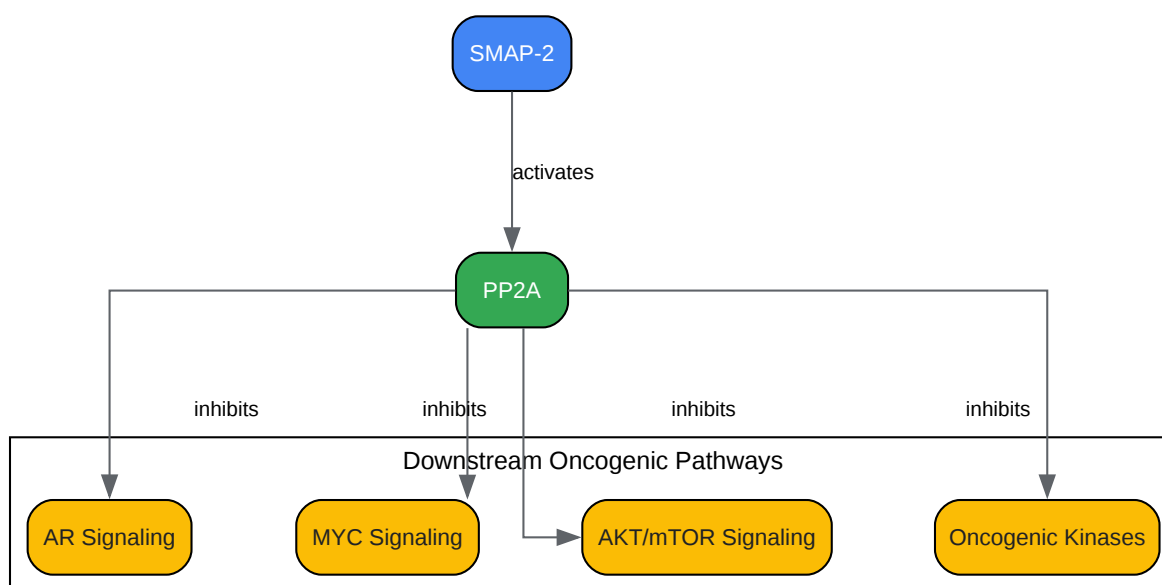 SMAP-2
activates
PP2A
inhibits
inhibits
inhibits
inhibits
Downstream Oncogenic Pathways
AR Signaling
MYC Signaling
AKT/mTOR Signaling
Oncogenic Kinases